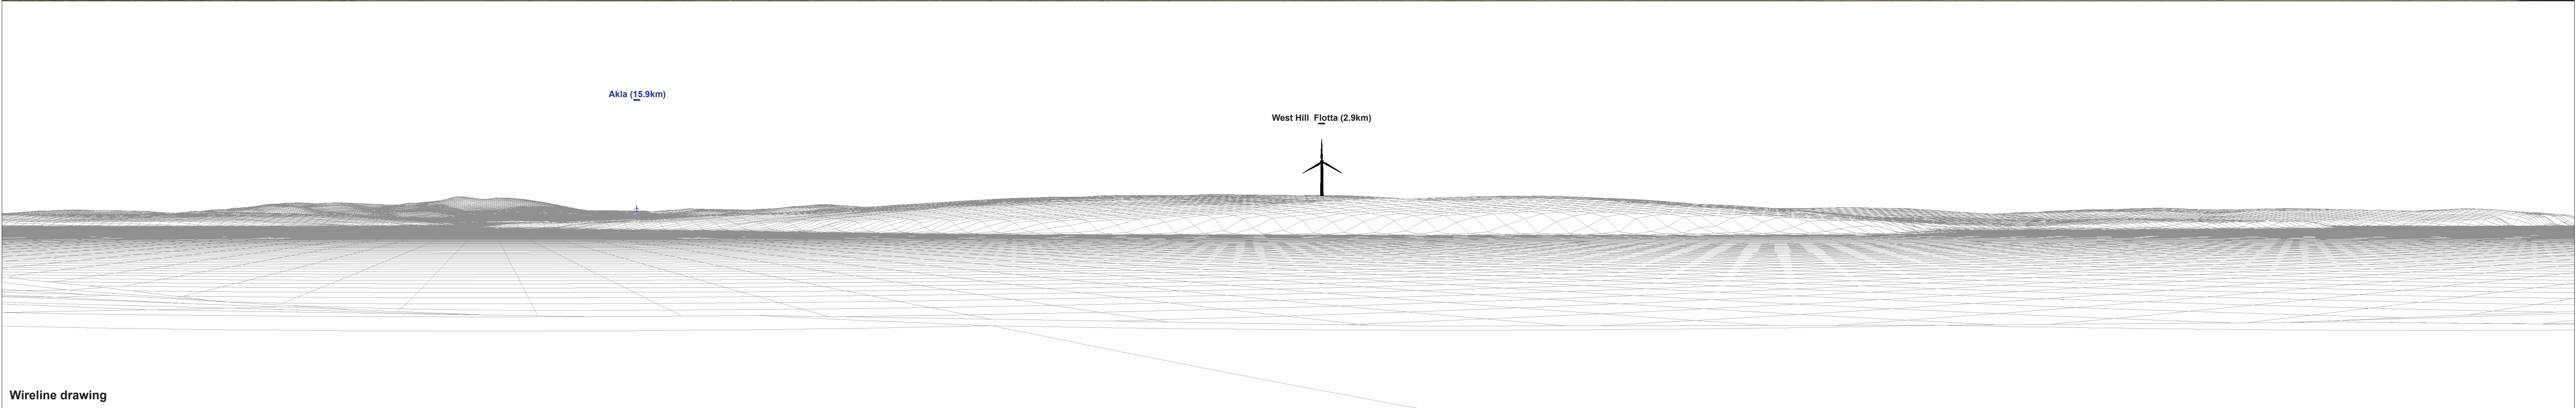 Akla (15.9km)
West Hill  Flotta (2.9km)
Wireline drawing